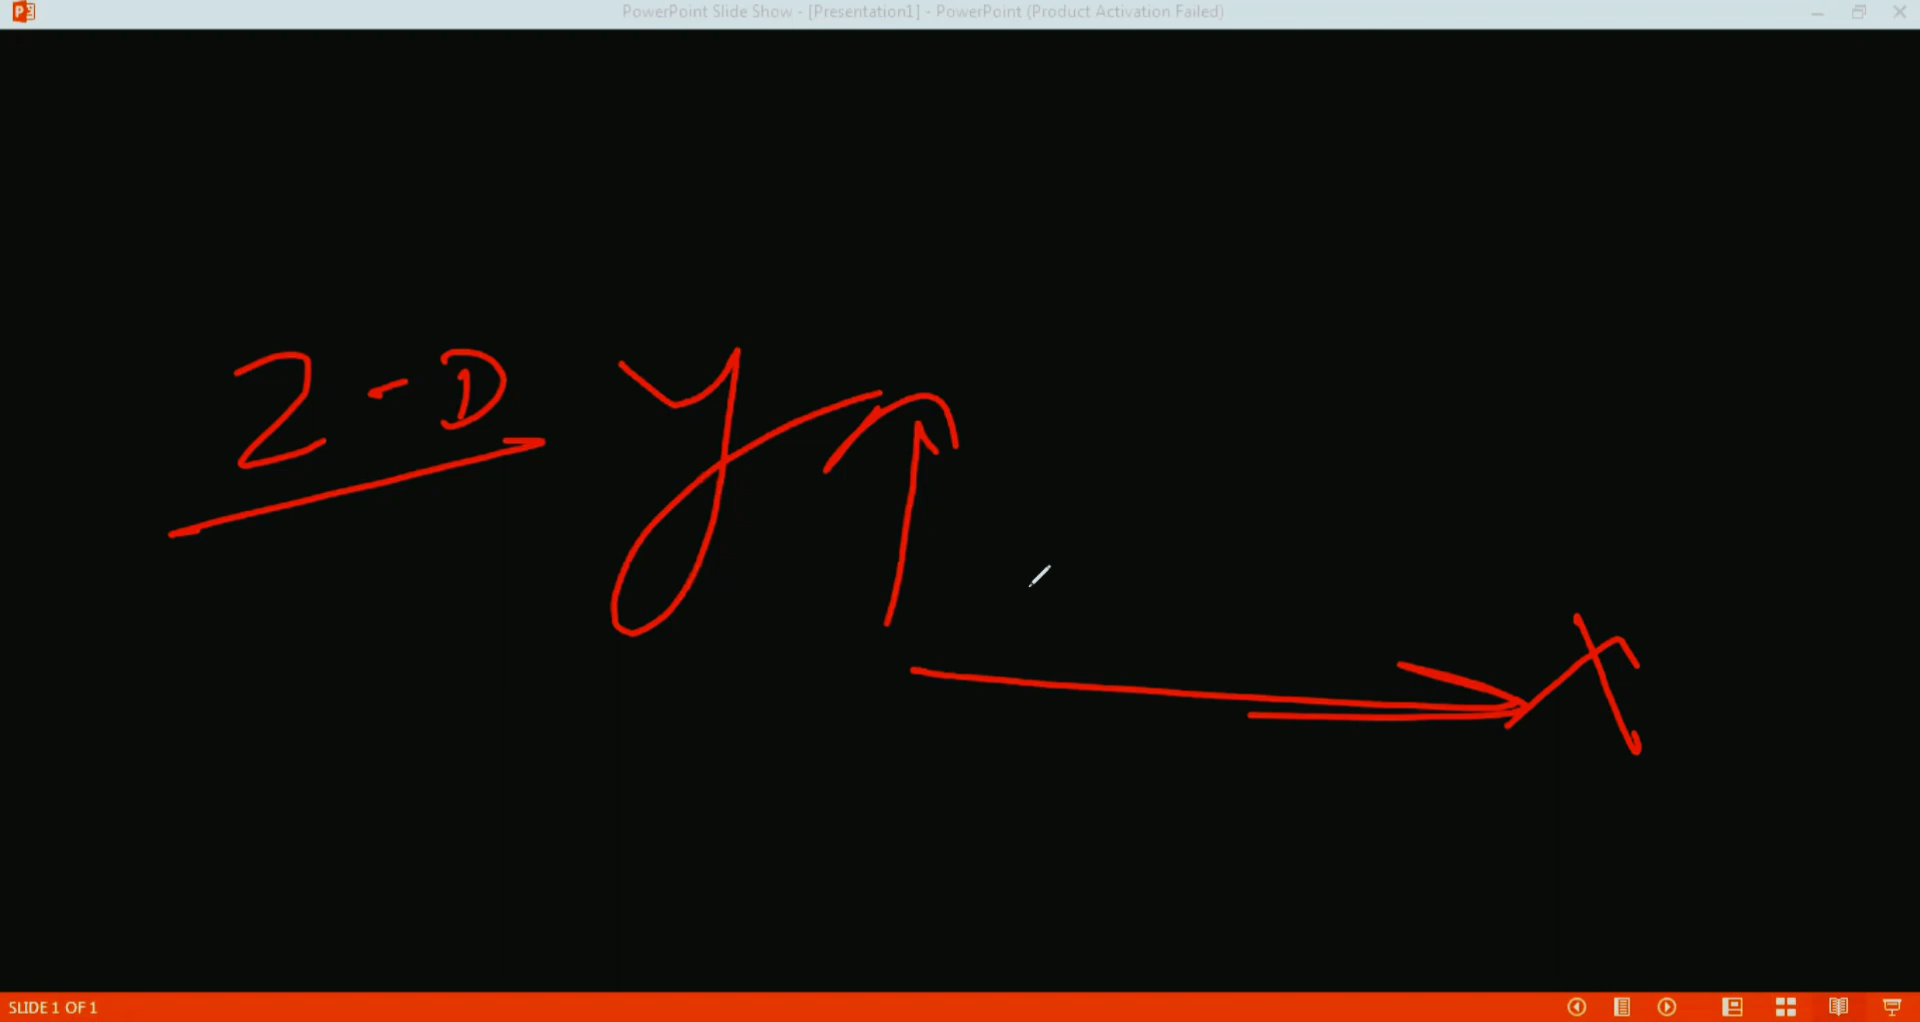 PowerPoint Slide Show - [Presentation1] - PowerPoint (Product Activation Failed)
2-D
y
x
SLIDE 1 OF 1